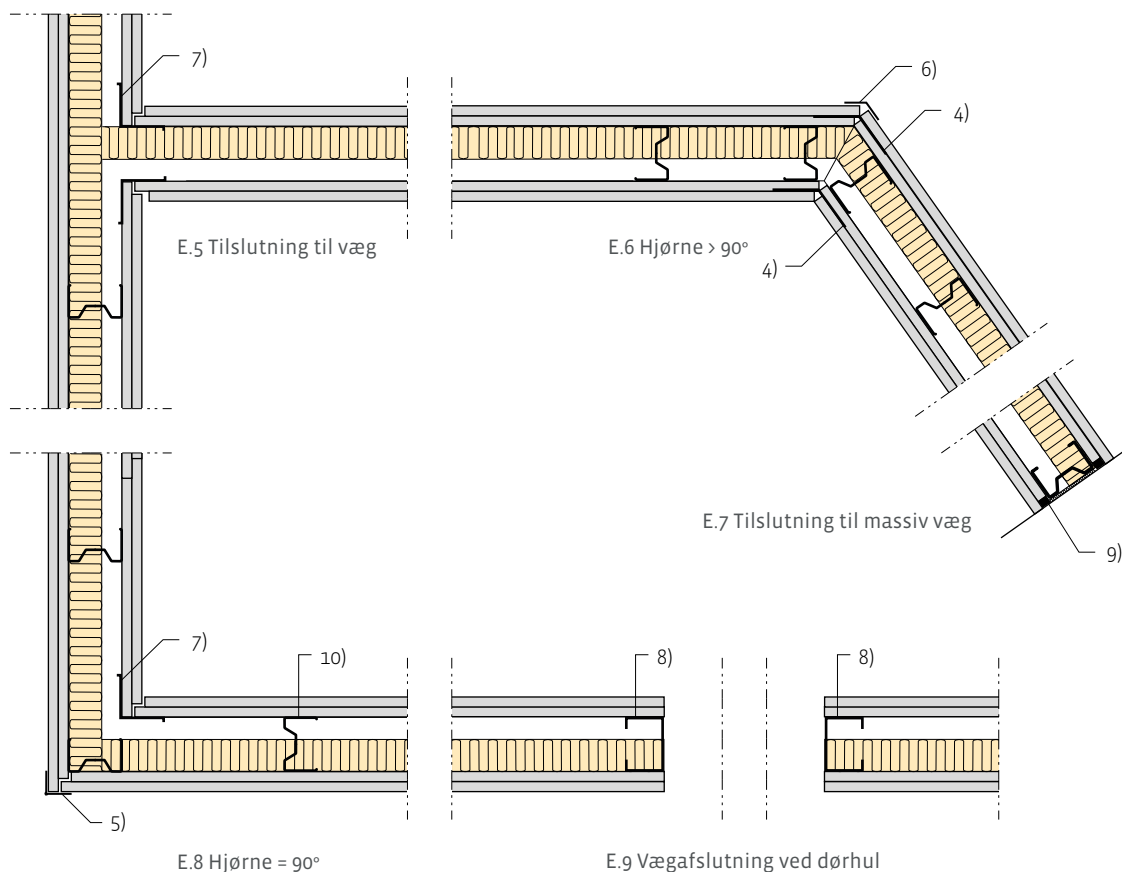 7)
6)
4)
E.5 Tilslutning til væg
E.6 Hjørne > 90°
4)
E.7 Tilslutning til massiv væg
9)
7)
10)
8)
8)
5)
E.8 Hjørne = 90°
E.9 Vægafslutning ved dørhul